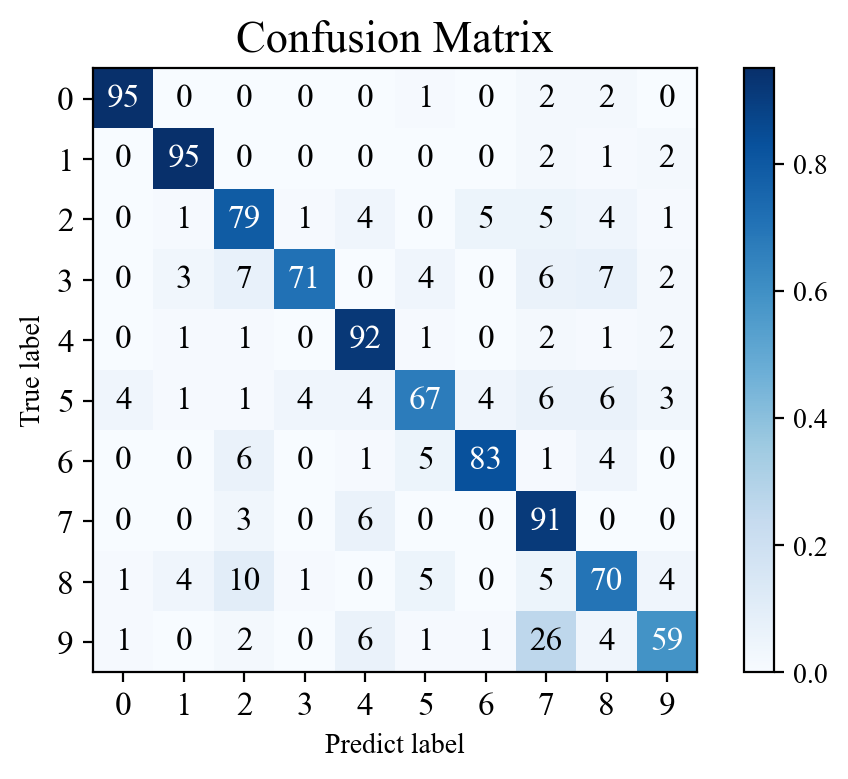 Confusion Matrix
0 95 0 0 0 0 1 0 2 2 0
1 0 95 0 0 0 0 0 2 1 2
2 0 1 79 1 4 0 5 5 4 1
3 0 3 7 71 0 4 0 6 7 2
4 0 1 1 0 92 1 0 2 1 2
5 4 1 1 4 4 67 4 6 6 3
6 0 0 6 0 1 5 83 1 4 0
7 0 0 3 0 6 0 0 91 0 0
8 1 4 10 1 0 5 0 5 70 4
9 1 0 2 0 6 1 1 26 4 59
0 1 2 3 4 5 6 7 8 9
Predict label
True label
0.8
0.6
0.4
0.2
0.0